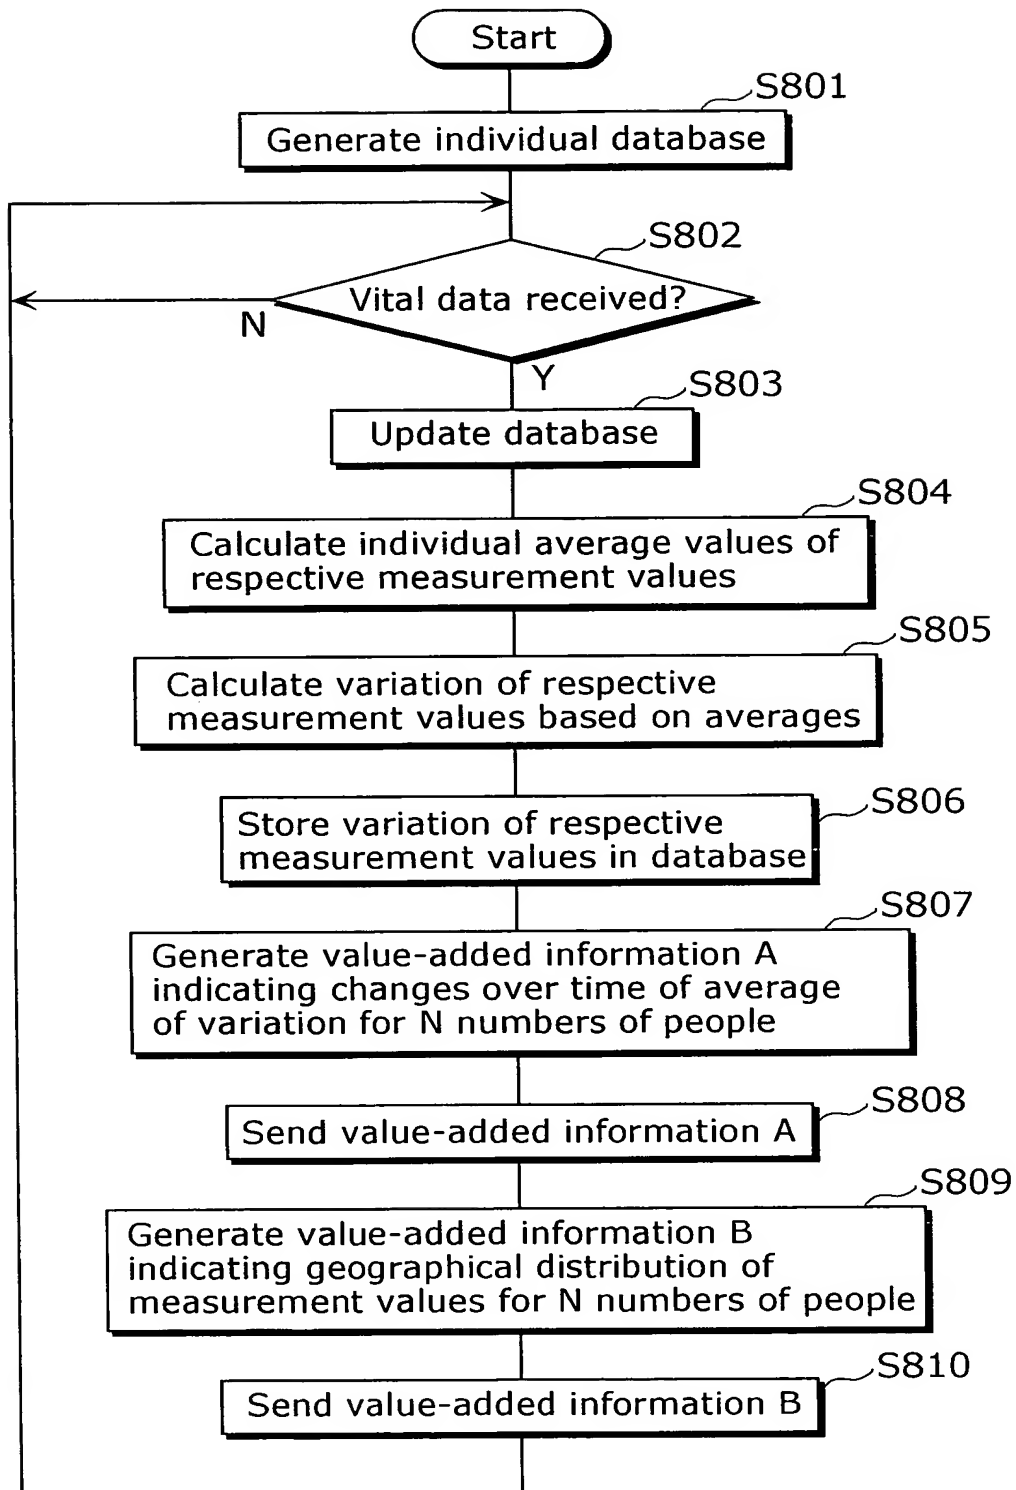 Start
S801
Generate individual database
S802
Vital data received?
N
Y
S803
Update database
S804
Calculate individual average values of
respective measurement values
S805
Calculate variation of respective
measurement values based on averages
S806
Store variation of respective
measurement values in database
S807
Generate value-added information A
indicating changes over time of average
of variation for N numbers of people
S808
Send value-added information A
S809
Generate value-added information B
indicating geographical distribution of
measurement values for N numbers of people
S810
Send value-added information B